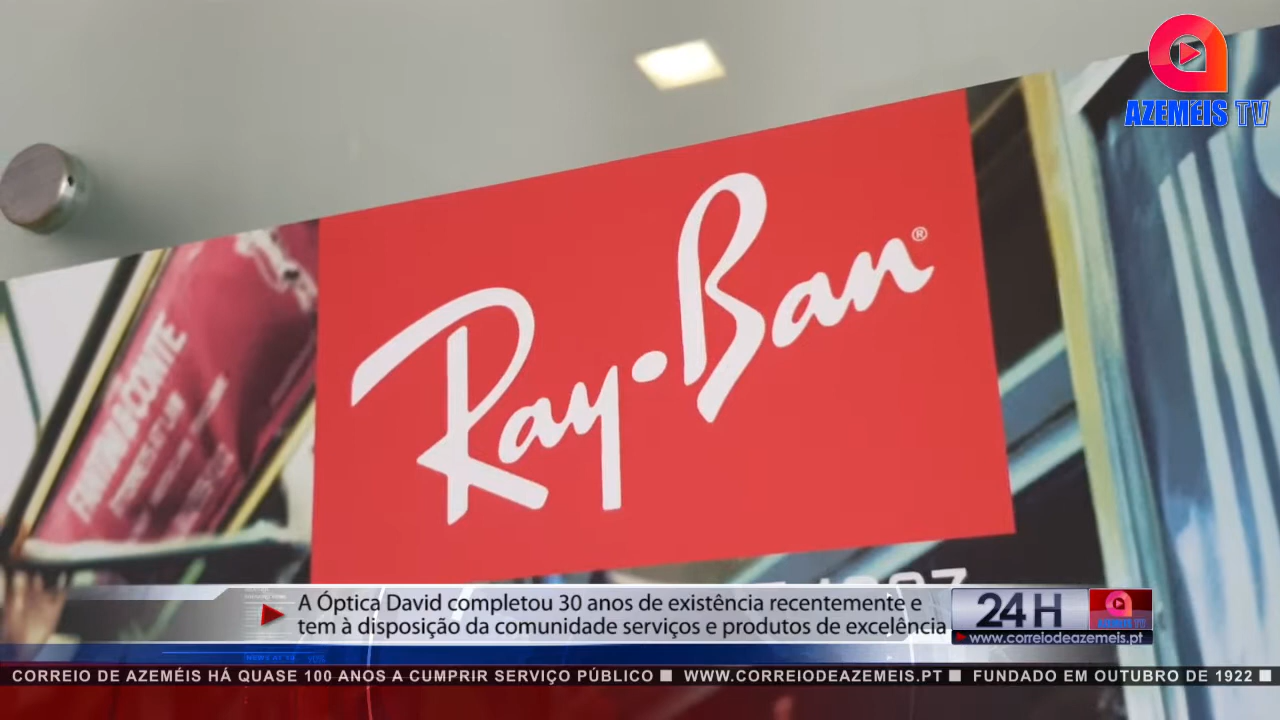 AZEMÉIS TV
Ray-Ban®
A Óptica David completou 30 anos de existência recentemente e
tem à disposição da comunidade serviços e produtos de excelência
24H
AZEMÉIS TV
www.correiodeazemeis.pt
CORREIO DE AZEMÉIS HÁ QUASE 100 ANOS A CUMPRIR SERVIÇO PÚBLICO ■ WWW.CORREIODEAZEMEIS.PT ■ FUNDADO EM OUTUBRO DE 1922 ■